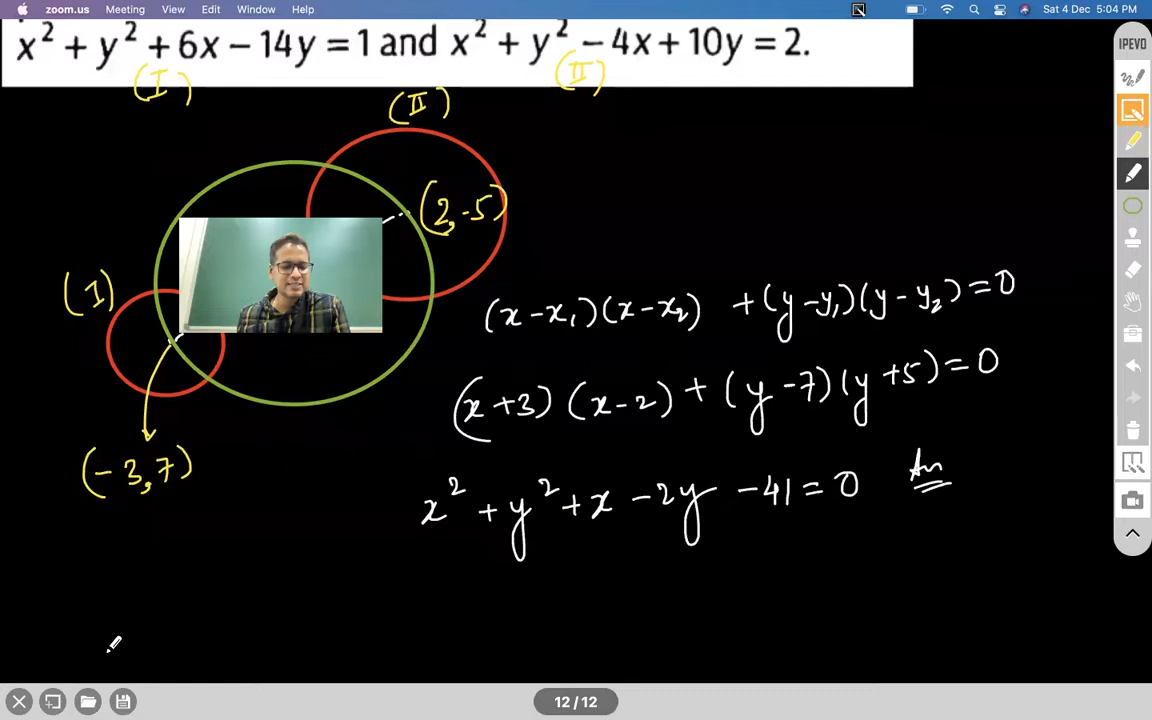 zoom.us Meeting View Edit Window Help Sat 4 Dec 5:04 PM
x² + y² + 6x – 14y = 1 and x² + y² – 4x + 10y = 2.
(I) (II)
(II)
(2, -5)
(I)
(-3, 7)
(x - x₁)(x - x₂) + (y - y₁)(y - y₂) = 0
(x + 3)(x - 2) + (y - 7)(y + 5) = 0
x² + y² + x - 2y - 41 = 0 Ans
IPEVO
12 / 12